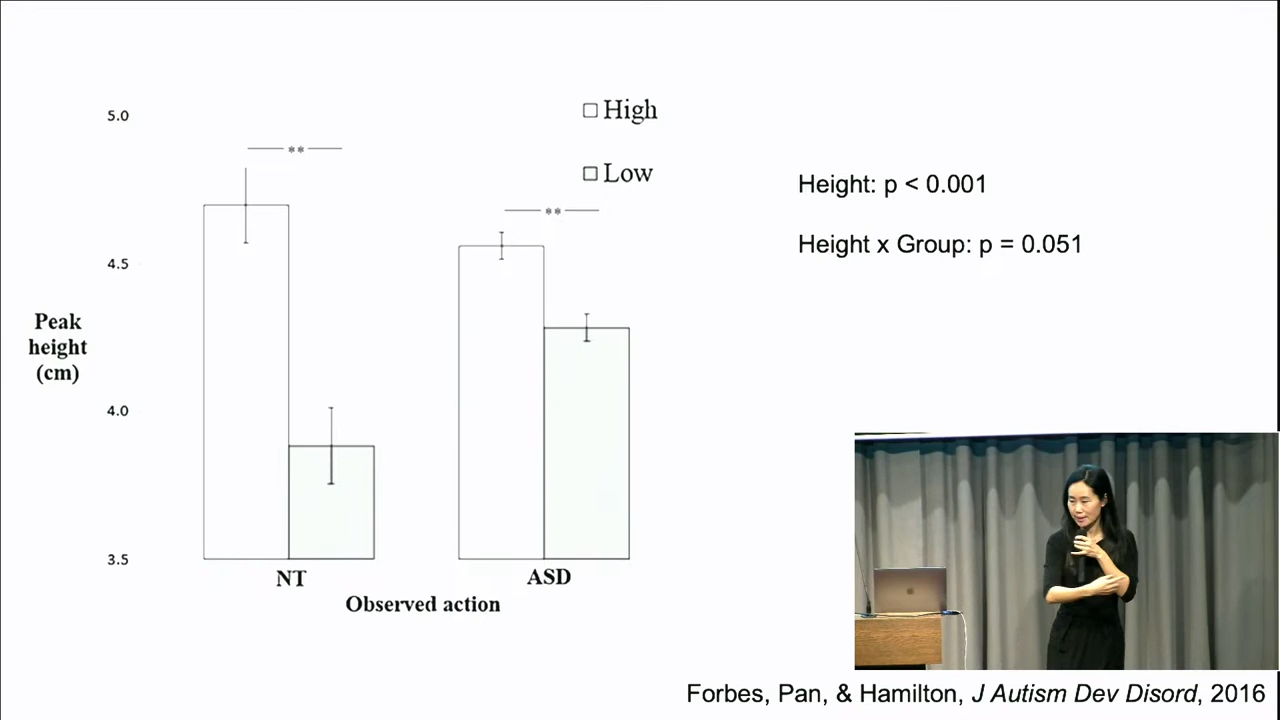 5.0
4.5
4.0
3.5
Peak
height
(cm)
**
**
High
Low
NT
ASD
Observed action
Height: p < 0.001
Height x Group: p = 0.051
Forbes, Pan, & Hamilton, J Autism Dev Disord, 2016